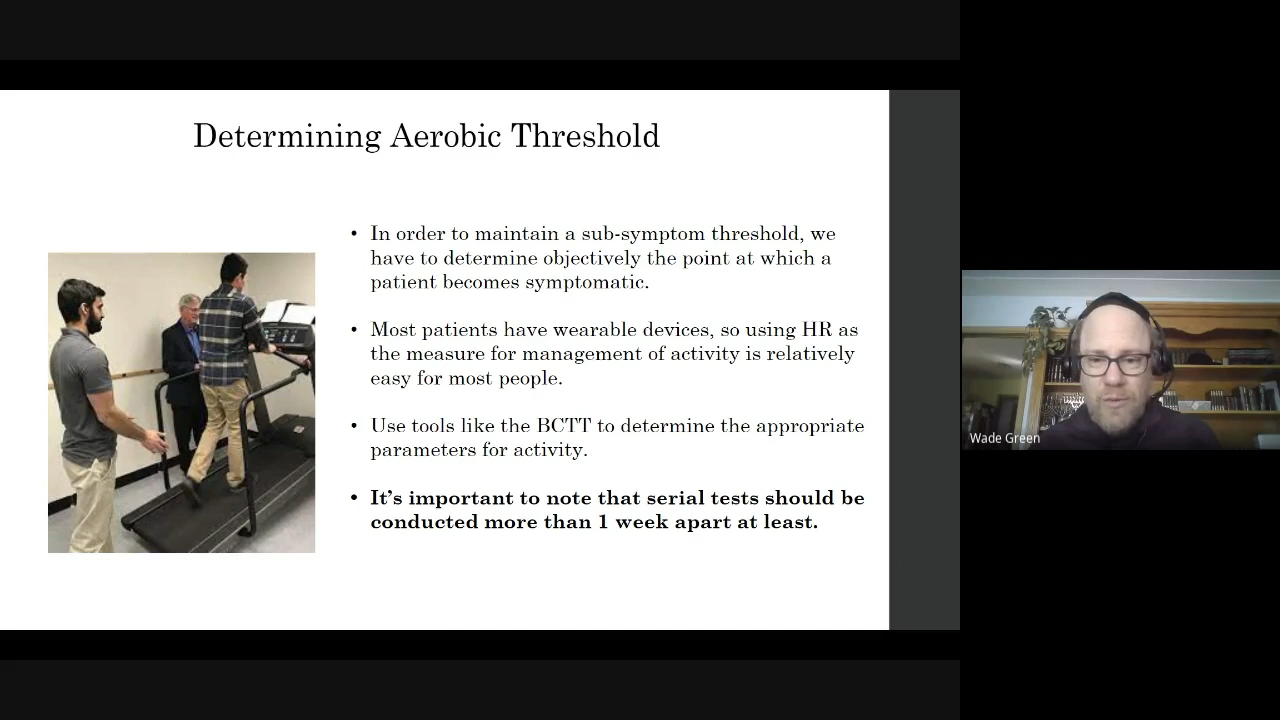 Determining Aerobic Threshold
• In order to maintain a sub-symptom threshold, we
have to determine objectively the point at which a
patient becomes symptomatic.
• Most patients have wearable devices, so using HR as
the measure for management of activity is relatively
easy for most people.
• Use tools like the BCTT to determine the appropriate
parameters for activity.
• It’s important to note that serial tests should be
conducted more than 1 week apart at least.
Wade Green